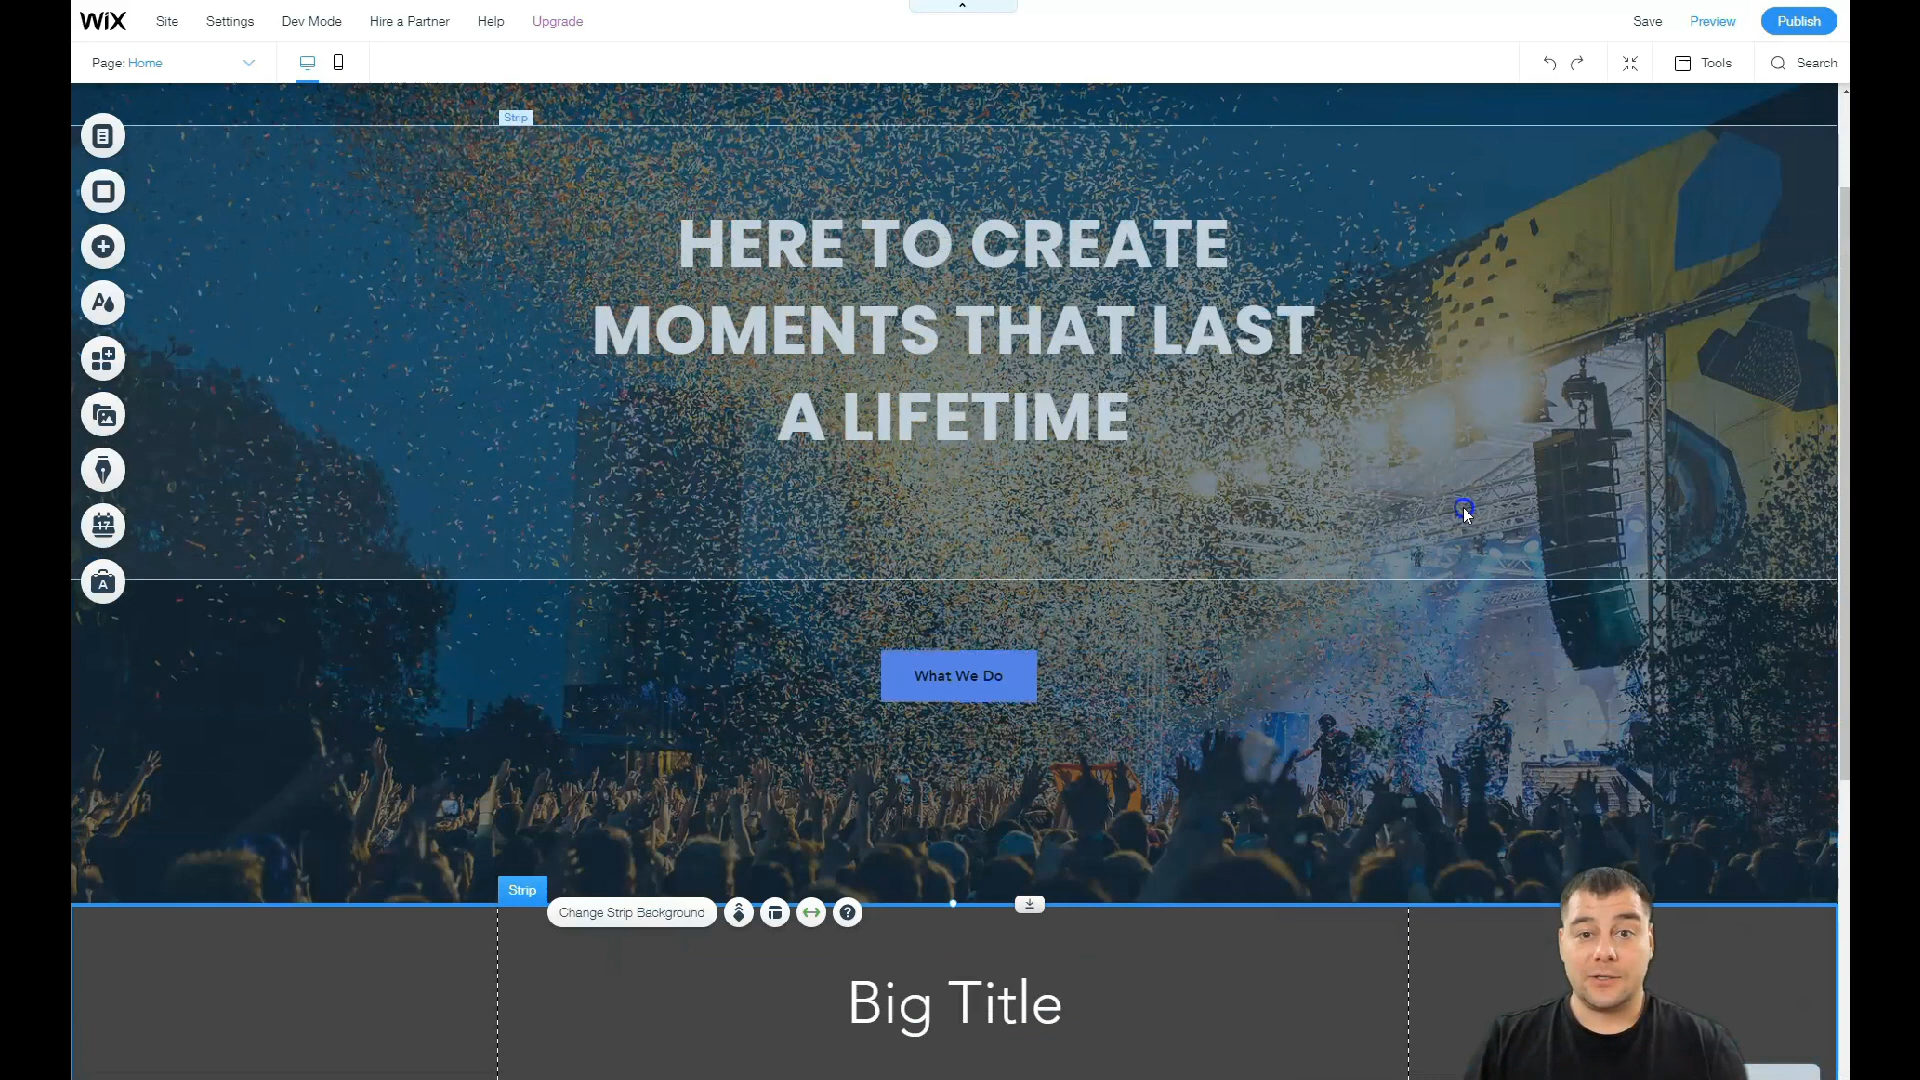 WiX Site Settings Dev Mode Hire a Partner Help Upgrade Save Preview Publish
Page: Home Tools Search
Strip
HERE TO CREATE
MOMENTS THAT LAST
A LIFETIME
17
A
What We Do
Strip
Change Strip Background ?
Big Title